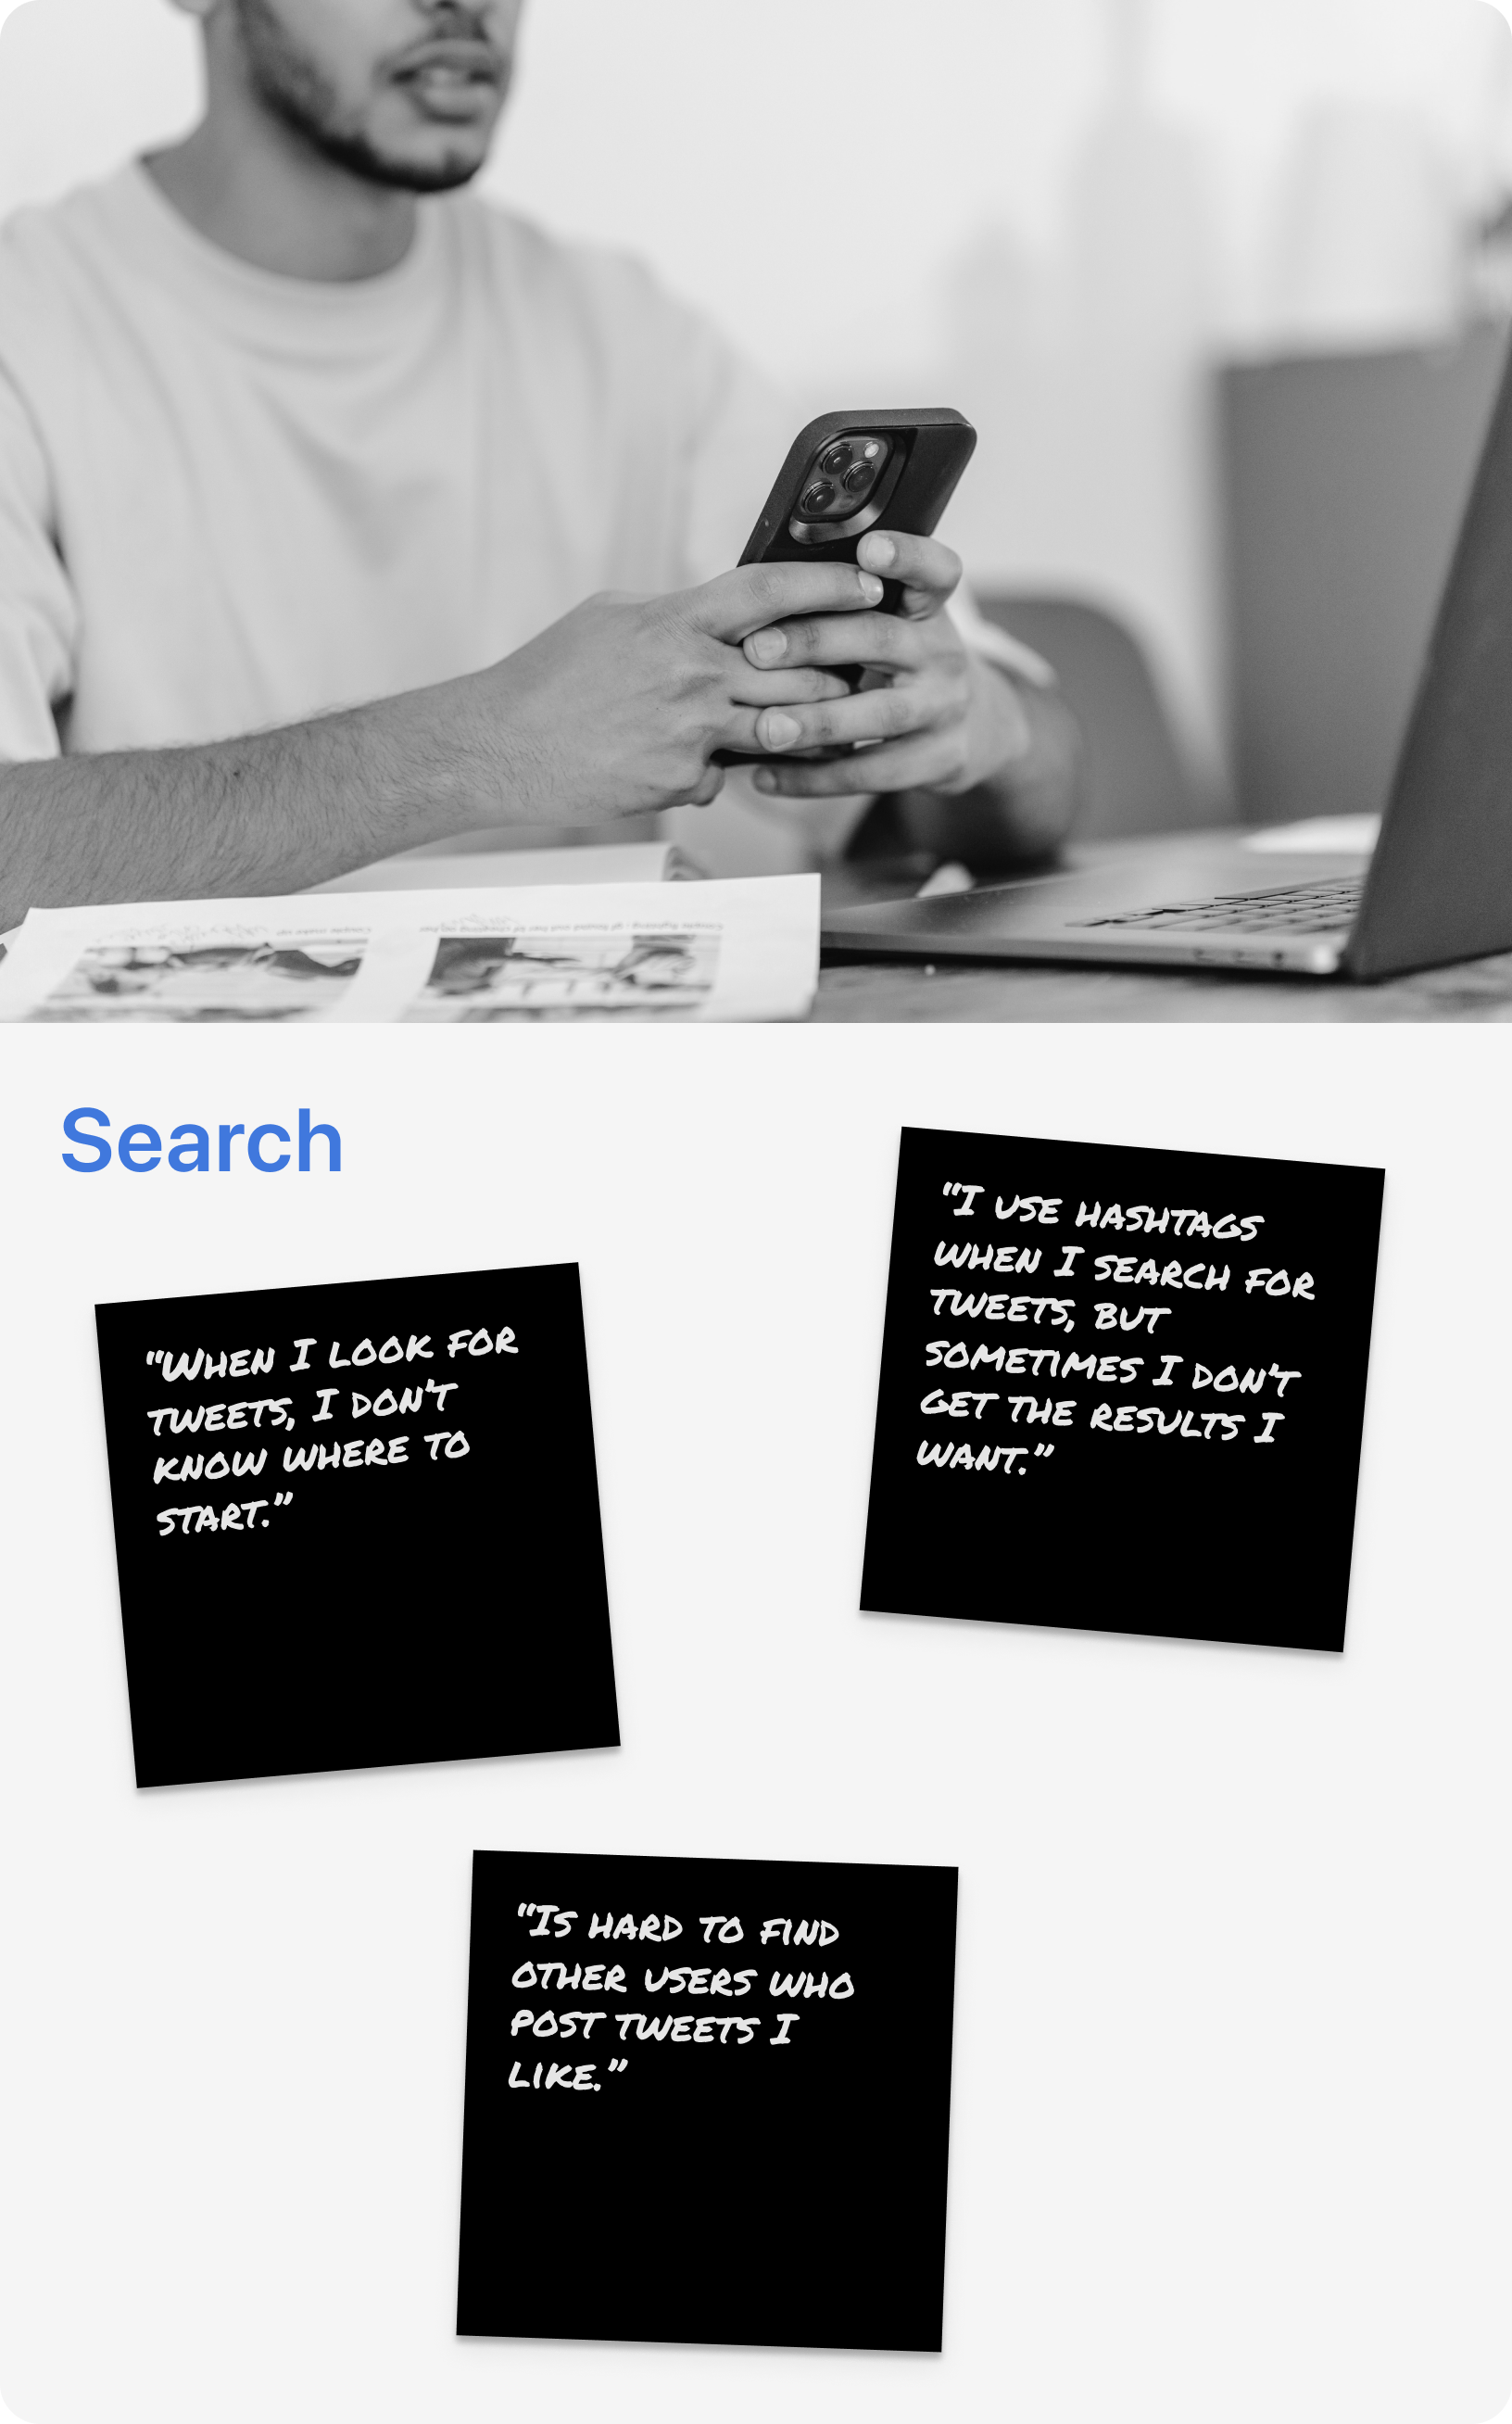 Search
“When I look for
tweets, I don't
know where to
start.”
“I use hashtags
when I search for
tweets, but
sometimes I don't
get the results I
want.”
“Is hard to find
other users who
post tweets I
like.”